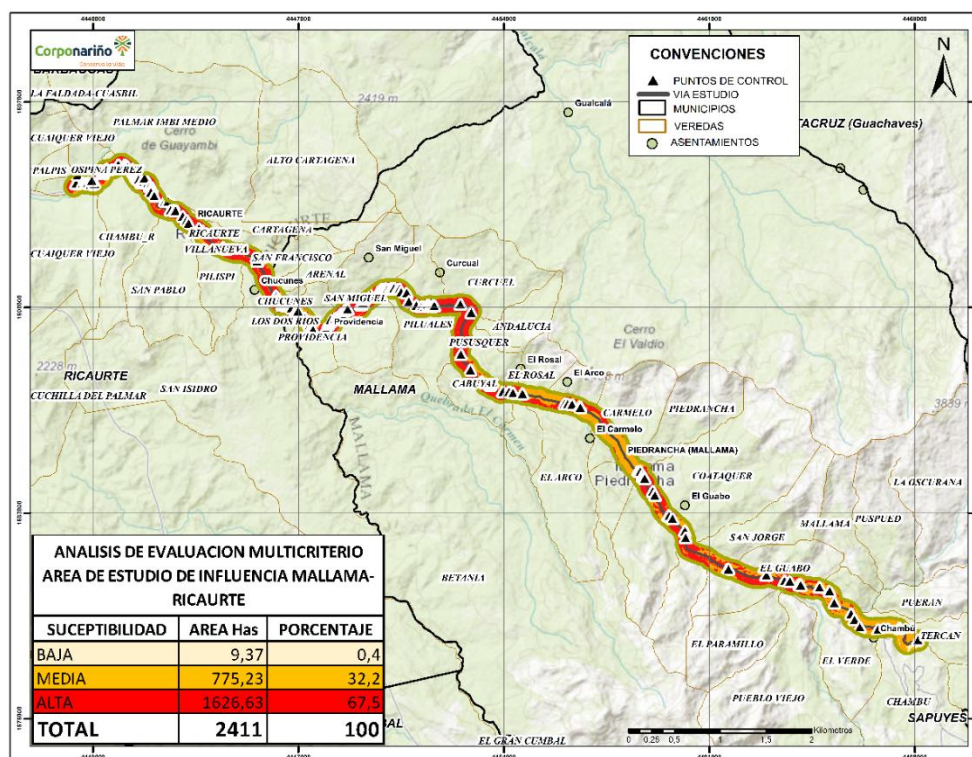 Corponariño
CONVENCIONES
PUNTOS DE CONTROL
VIA ESTUDIO
MUNICIPIOS
VEREDAS
ASENTAMIENTOS
N
LA FALDADA-CUASBIL
2419 m
Gualcalá
PALMAR IMBI MEDIO
Cerro
de Guayambi
TACRUZ (Guachaves)
CUAIQUER VIEJO
ALTO CARTAGENA
PALPIS
OSPINA PEREZ
RICAURTE
CHAMBU_R
RICAURTE
CARTAGENA
VILLANUEVA
CUAIQUER VIEJO
SAN FRANCISCO
San Miguel
PILISPI
ARENAL
Curcual
SAN PABLO
Chucunes
CURCUEL
CHUCUNES
SAN MIGUEL
LOS DOS RIOS
Providencia
PILUALES
ANDALUCIA
PROVIDENCIA
Cerro
El Valdio
PUSUSQUER
2228 m
El Rosal
RICAURTE
EL ROSAL
El Arco
SAN ISIDRO
MALLAMA
CABUYAL
3839 m
CUCHILLA DEL PALMAR
Quebrada El Carmen
CARMELO
PIEDRANCHA
El Carmelo
MALLAMA
PIEDRANCHA (MALLAMA)
EL ARCO
Piedrancha
COATAQUER
LA OSCURANA
El Guabo
MALLAMA
PUSPUED
SAN JORGE
BETANIA
EL GUABO
PUERAN
Chambú
TERCAN
EL PARAMILLO
EL VERDE
PUEBLO VIEJO
CHAMBU
SAPUYES
EL GRAN CUMBAL
ANALISIS DE EVALUACION MULTICRITERIO
AREA DE ESTUDIO DE INFLUENCIA MALLAMA-
RICAURTE
SUCEPTIBILIDAD AREA Has PORCENTAJE
BAJA 9,37 0,4
MEDIA 775,23 32,2
ALTA 1626,63 67,5
TOTAL 2411 100
Kilometros
0 0,25 0,5 1 1,5 2